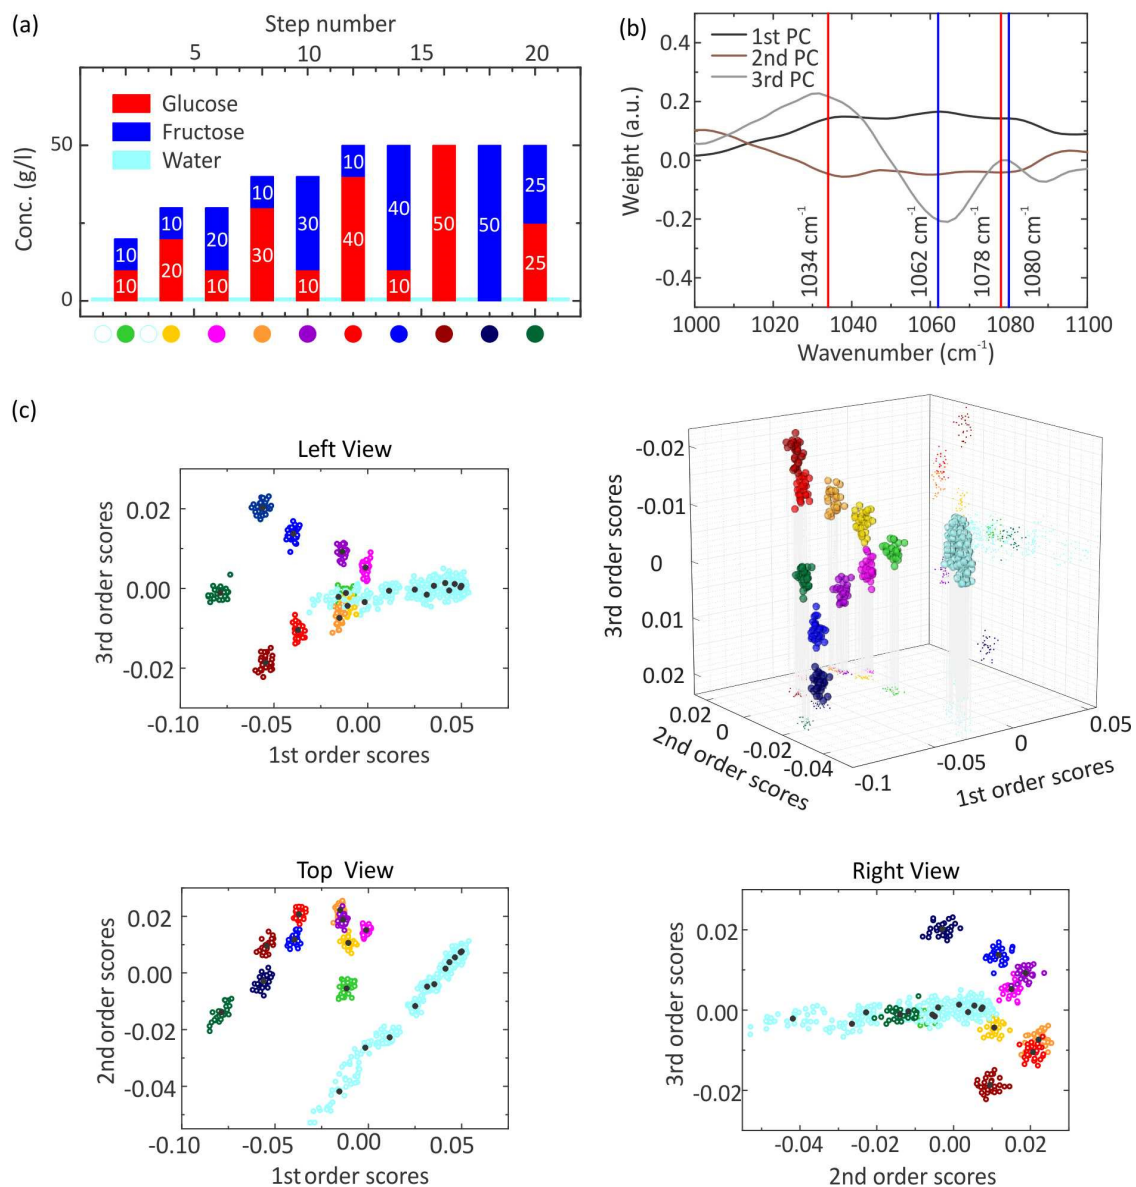 (a)
Step number
5 10 15 20
Conc. (g/l)
50
0
Glucose
Fructose
Water
10 10
10 20
20 10
10 30
30 10
10 40
40 10
50
50
25 25
(b)
Weight (a.u.)
0.4
0.2
0.0
-0.2
-0.4
1st PC
2nd PC
3rd PC
1034 cm⁻¹
1062 cm⁻¹
1078 cm⁻¹
1080 cm⁻¹
1000 1020 1040 1060 1080 1100
Wavenumber (cm⁻¹)
(c)
Left View
3rd order scores
0.02
0.00
-0.02
-0.10 -0.05 0.00 0.05
1st order scores
3rd order scores
-0.02
-0.01
0
0.01
0.02
0.02 0 -0.02 -0.04
2nd order scores
-0.1 -0.05 0 0.05
1st order scores
Top View
2nd order scores
0.02
0.00
-0.02
-0.04
-0.10 -0.05 0.00 0.05
1st order scores
Right View
3rd order scores
0.02
0.00
-0.02
-0.04 -0.02 0.00 0.02
2nd order scores